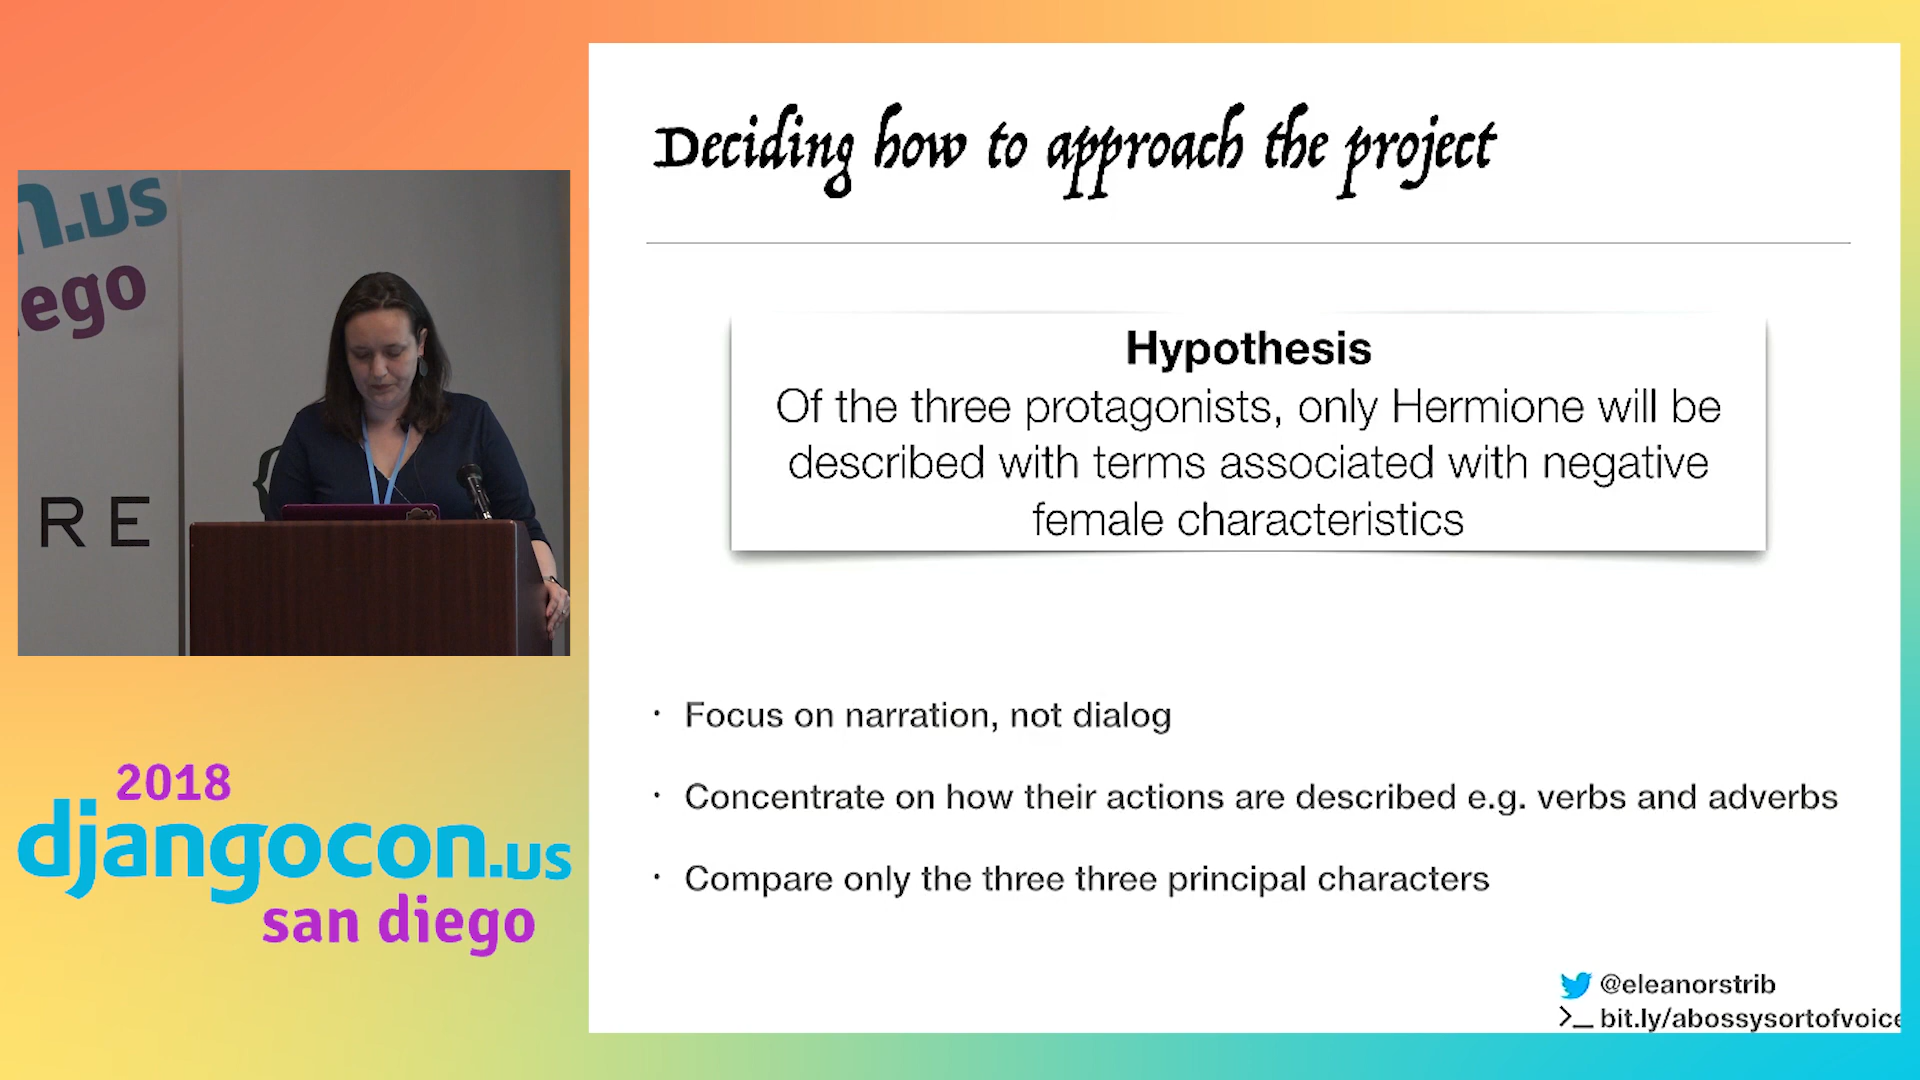 Deciding how to approach the project
Hypothesis
Of the three protagonists, only Hermione will be
described with terms associated with negative
female characteristics
· Focus on narration, not dialog
· Concentrate on how their actions are described e.g. verbs and adverbs
· Compare only the three three principal characters
@eleanorstrib
>_ bit.ly/abossysortofvoice
n.us
ego
RE
{
2018
djangocon.us
san diego